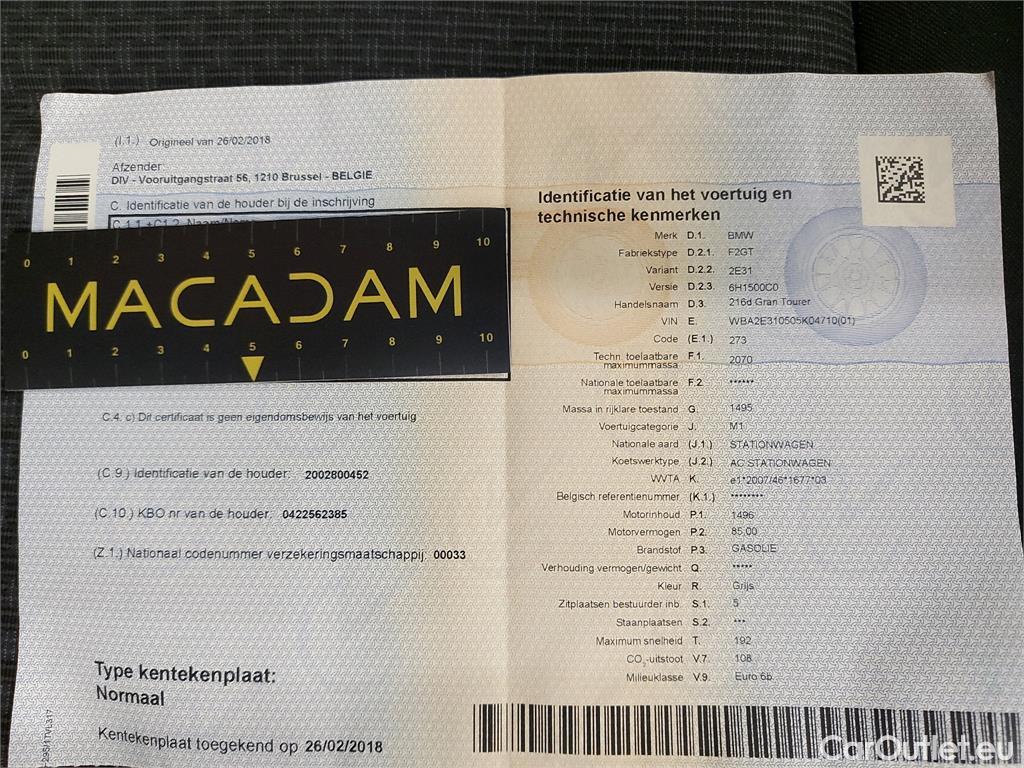 (I.1.) Origineel van 26/02/2018
Afzender
DIV - Vooruitgangstraat 56, 1210 Brussel - BELGIE
C. Identificatie van de houder bij de inschrijving
C.1.1.+C1.2. Naam/Nom
0 1 2 3 4 5 6 7 8 9 10
MACADAM
0 1 2 3 4 5 6 7 8 9 10
C.4. c) Dit certificaat is geen eigendomsbewijs van het voertuig
(C.9.) Identificatie van de houder: 2002800452
(C.10.) KBO nr van de houder: 0422562385
(Z.1.) Nationaal codenummer verzekeringsmaatschappij: 00033
Type kentekenplaat:
Normaal
Kentekenplaat toegekend op 26/02/2018
Identificatie van het voertuig en
technische kenmerken
Merk D.1. BMW
Fabriekstype D.2.1. F2GT
Variant D.2.2. 2E31
Versie D.2.3. 6H1500C0
Handelsnaam D.3. 216d Gran Tourer
VIN E. WBA2E310505K04710(01)
Code (E.1.) 273
Techn. toelaatbare
maximummassa F.1. 2070
Nationale toelaatbare
maximummassa F.2. ******
Massa in rijklare toestand G. 1495
Voertuigcategorie J. M1
Nationale aard (J.1.) STATIONWAGEN
Koetswerktype (J.2.) AC STATIONWAGEN
WVTA K. e1*2007/46*1677*03
Belgisch referentienummer (K.1.) ********
Motorinhoud P.1. 1496
Motorvermogen P.2. 85,00
Brandstof P.3. GASOLIE
Verhouding vermogen/gewicht Q. *****
Kleur R. Grijs
Zitplaatsen bestuurder inb. S.1. 5
Staanplaatsen S.2. ***
Maximum snelheid T. 192
CO2-uitstoot V.7. 108
Milieuklasse V.9. Euro 6b
CarOutlet.eu